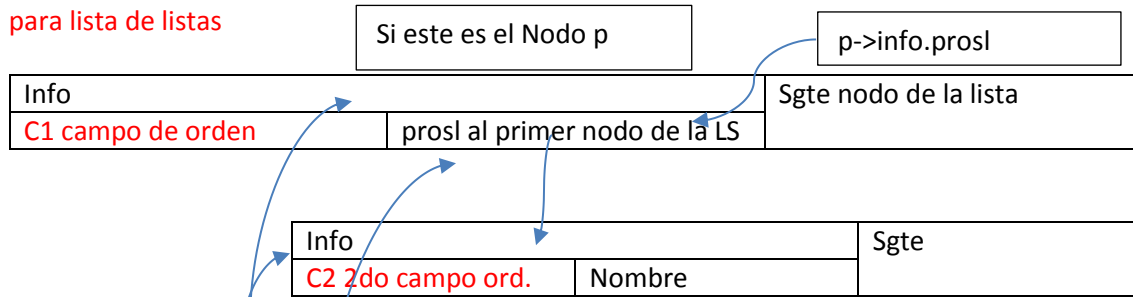 para lista de listas
Si este es el Nodo p
p->info.prosl
Info
Sgte nodo de la lista
C1 campo de orden
prosl al primer nodo de la LS
Info
Sgte
C2 2do campo ord.
Nombre